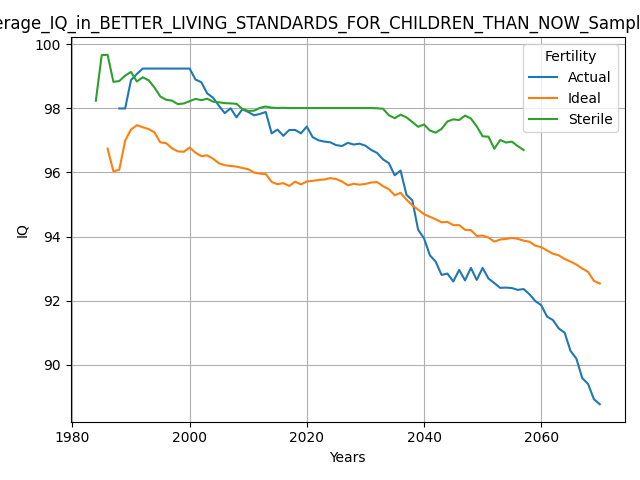 erage_IQ_in_BETTER_LIVING_STANDARDS_FOR_CHILDREN_THAN_NOW_Sampl
Fertility
Actual
Ideal
Sterile
IQ
100
98
96
94
92
90
1980
2000
2020
2040
2060
Years